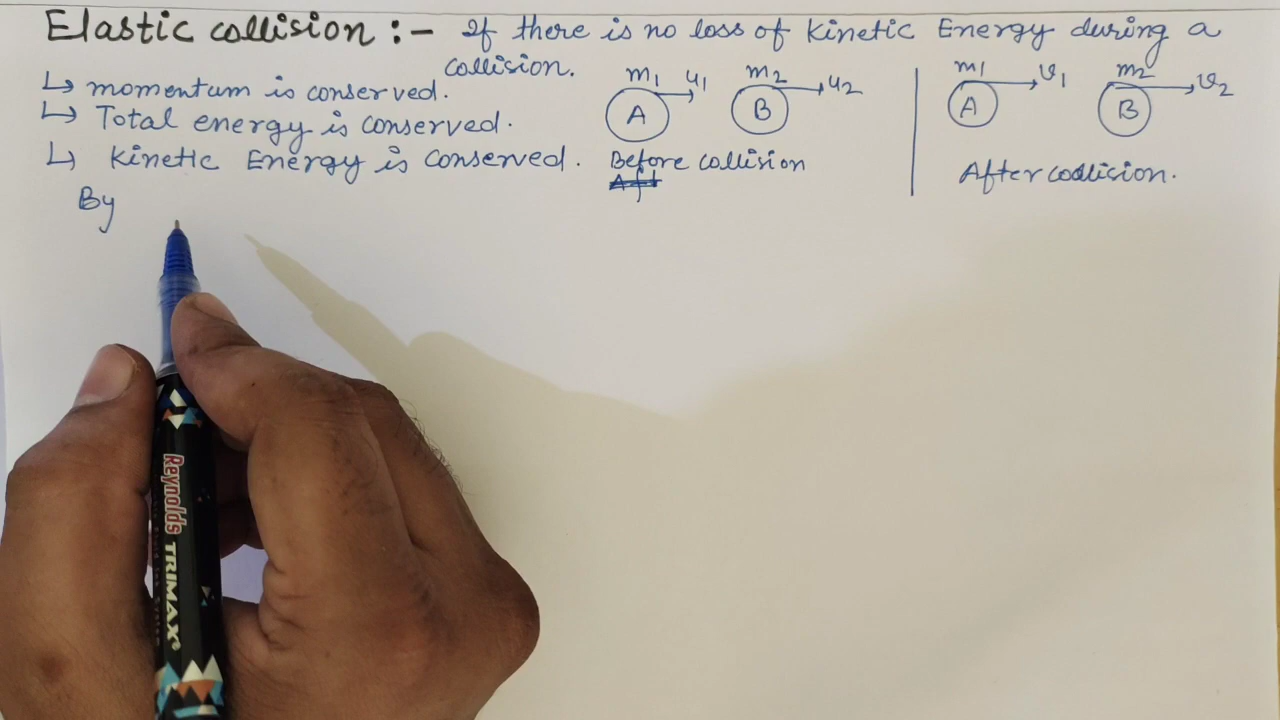 Elastic collision :- If there is no loss of Kinetic Energy during a
collision.
↳ momentum is conserved.
↳ Total energy is conserved.
↳ Kinetic Energy is conserved.
By
m1 u1 m2 u2
A B
Before collision
Aft
m1 v1 m2 v2
A B
After collision.
Reynolds TRIMAX